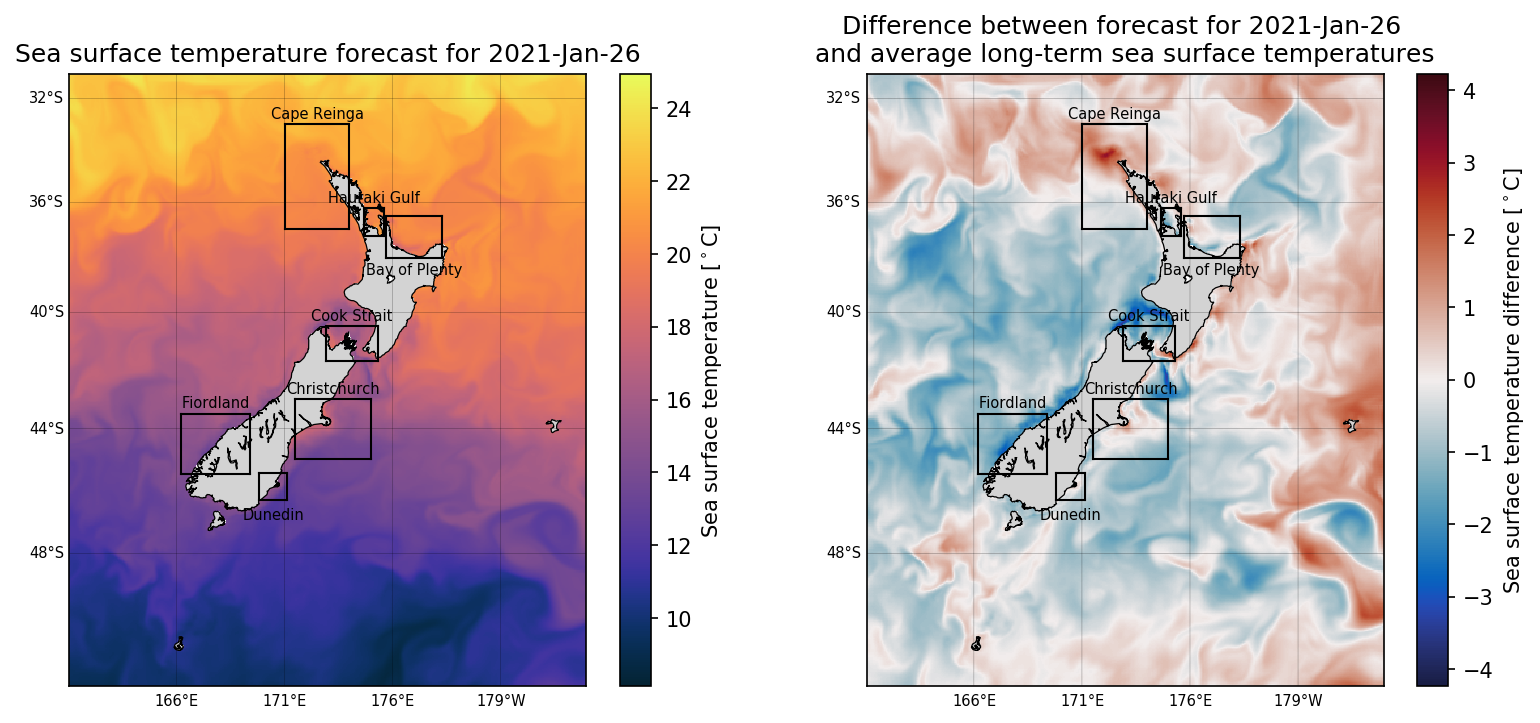 Sea surface temperature forecast for 2021-Jan-26
32°S
36°S
40°S
44°S
48°S
166°E
171°E
176°E
179°W
Cape Reinga
Hauraki Gulf
Bay of Plenty
Cook Strait
Christchurch
Fiordland
Dunedin
24
22
20
18
16
14
12
10
Sea surface temperature [°C]
Difference between forecast for 2021-Jan-26
and average long-term sea surface temperatures
32°S
36°S
40°S
44°S
48°S
166°E
171°E
176°E
179°W
Cape Reinga
Hauraki Gulf
Bay of Plenty
Cook Strait
Christchurch
Fiordland
Dunedin
4
3
2
1
0
−1
−2
−3
−4
Sea surface temperature difference [°C]